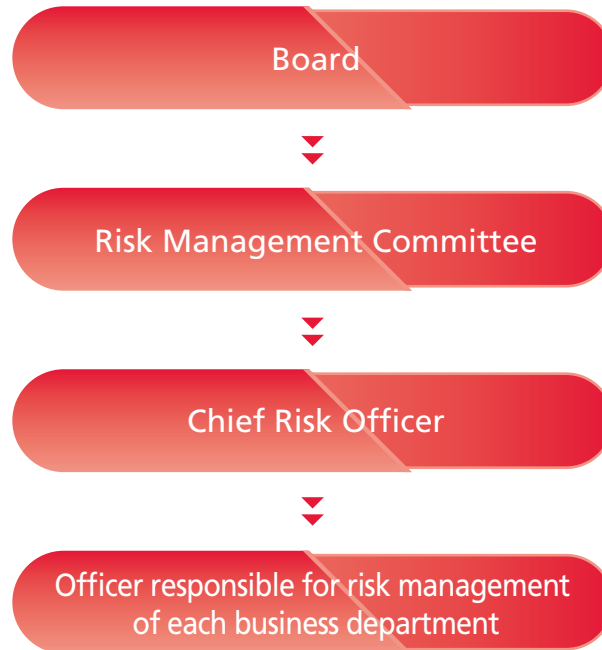 Board
Risk Management Committee
Chief Risk Officer
Officer responsible for risk management
of each business department